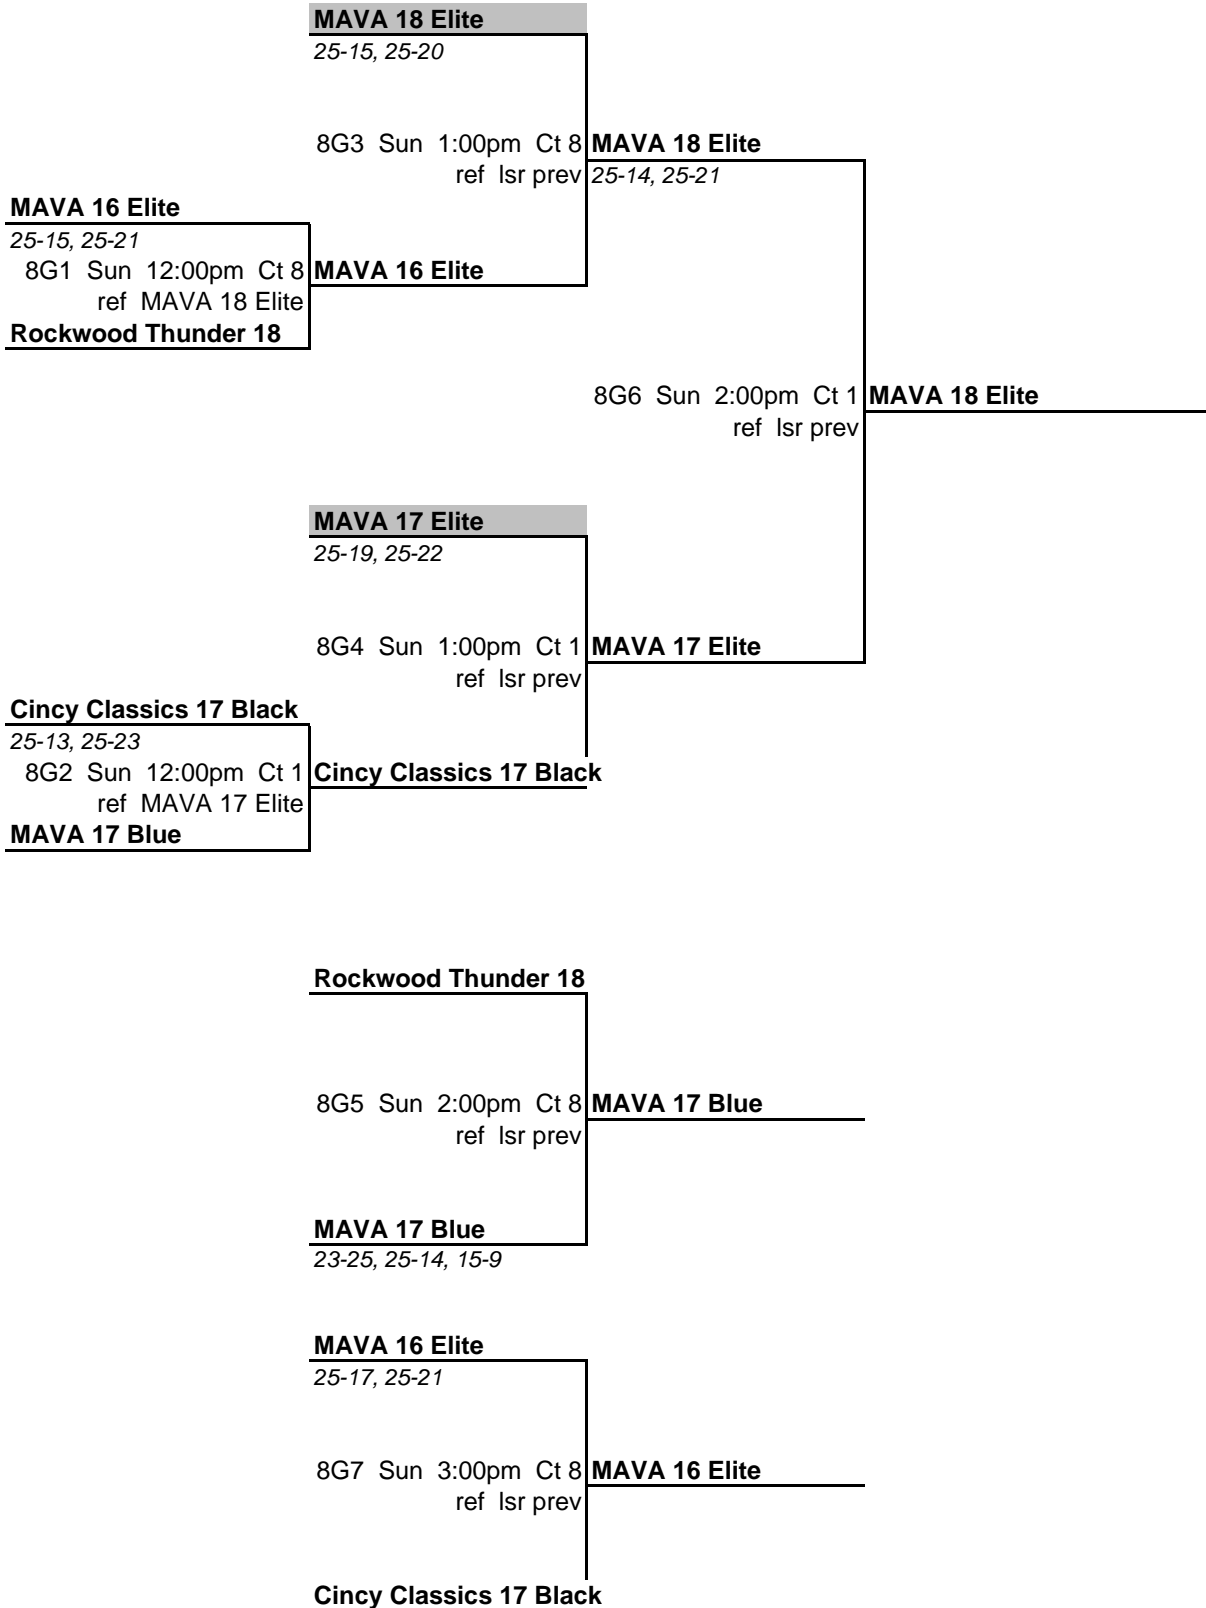 MAVA 18 Elite
25-15, 25-20
8G3 Sun 1:00pm Ct 8 MAVA 18 Elite
ref lsr prev 25-14, 25-21
MAVA 16 Elite
25-15, 25-21
8G1 Sun 12:00pm Ct 8 MAVA 16 Elite
ref MAVA 18 Elite
Rockwood Thunder 18
8G6 Sun 2:00pm Ct 1 MAVA 18 Elite
ref lsr prev
MAVA 17 Elite
25-19, 25-22
8G4 Sun 1:00pm Ct 1 MAVA 17 Elite
ref lsr prev
Cincy Classics 17 Black
25-13, 25-23
8G2 Sun 12:00pm Ct 1 Cincy Classics 17 Black
ref MAVA 17 Elite
MAVA 17 Blue
Rockwood Thunder 18
8G5 Sun 2:00pm Ct 8 MAVA 17 Blue
ref lsr prev
MAVA 17 Blue
23-25, 25-14, 15-9
MAVA 16 Elite
25-17, 25-21
8G7 Sun 3:00pm Ct 8 MAVA 16 Elite
ref lsr prev
Cincy Classics 17 Black